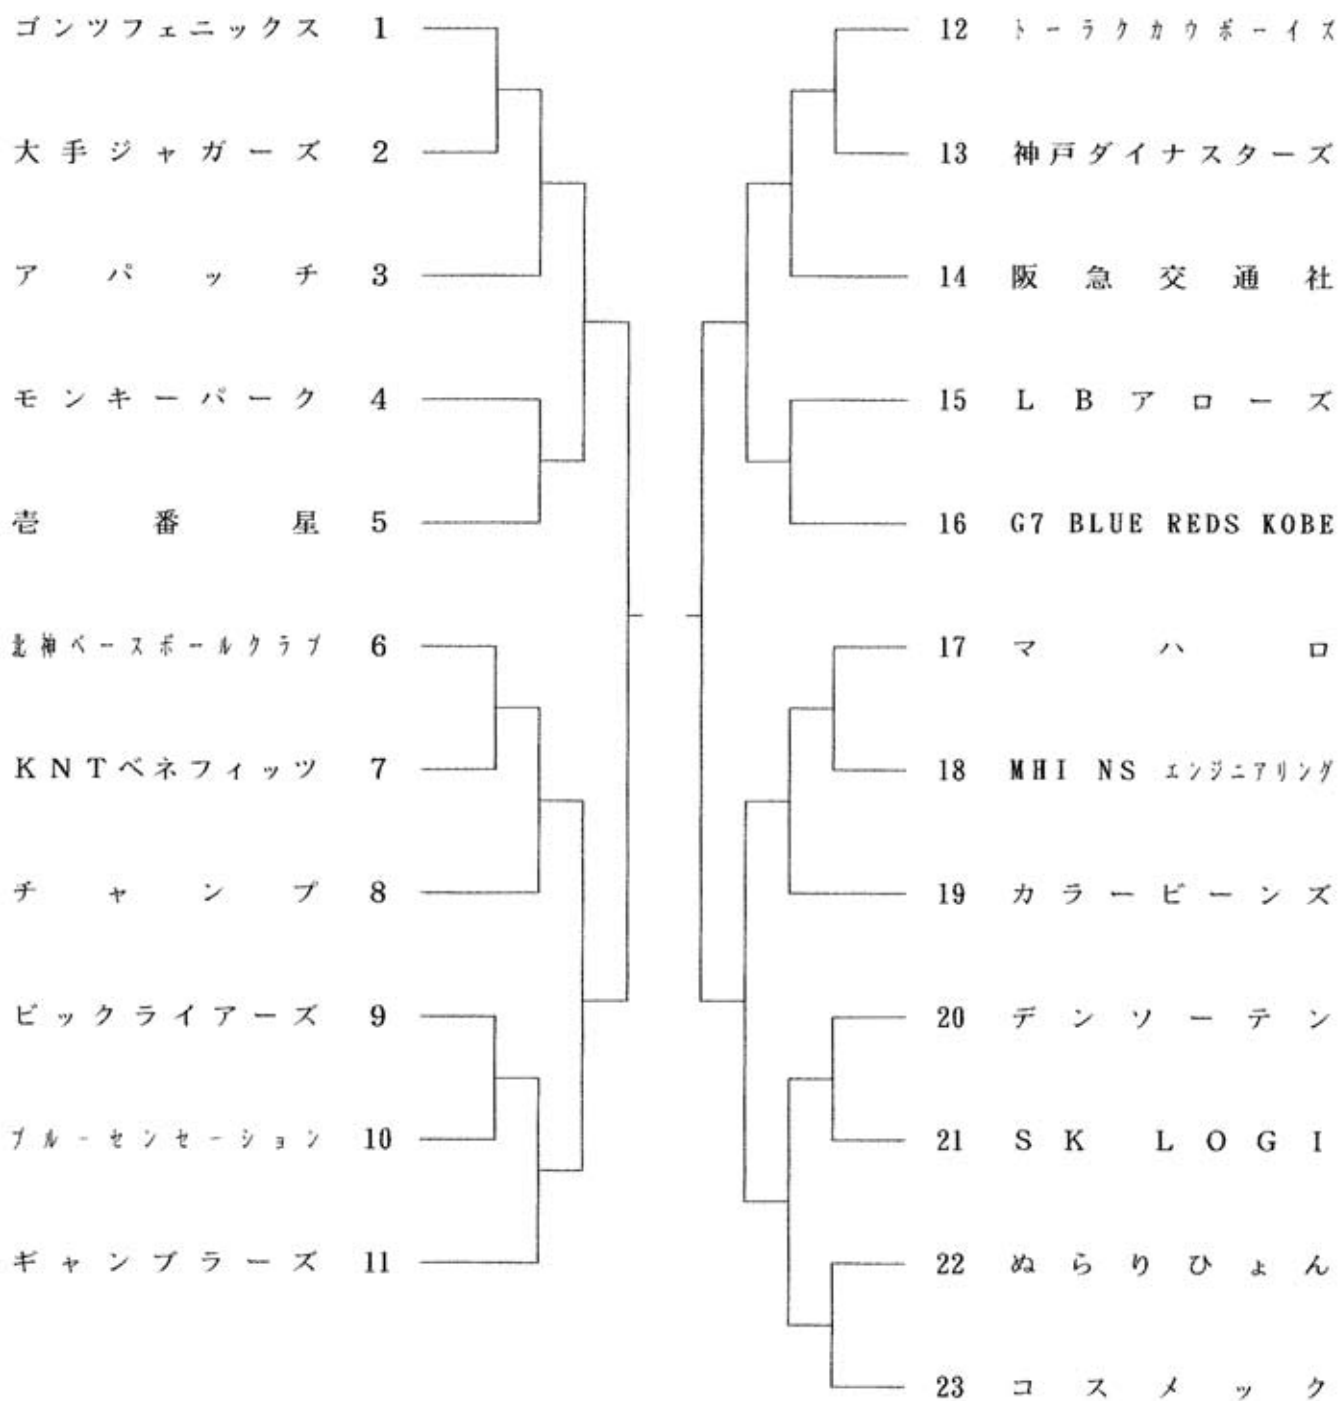 ゴンツフェニックス 1
大手ジャガーズ 2
アパッチ 3
モンキーパーク 4
壱番星 5
北神ベースボールクラブ 6
KNTベネフィッツ 7
チャンプ 8
ビックライアーズ 9
ブルーセンセーション 10
ギャンブラーズ 11
12 トーラクカウボーイズ
13 神戸ダイナスターズ
14 阪急交通社
15 LBアローズ
16 G7 BLUE REDS KOBE
17 マハロ
18 MHI NS エンジニアリング
19 カラービーンズ
20 デンソーテン
21 SK LOGI
22 ぬらりひょん
23 コスメック